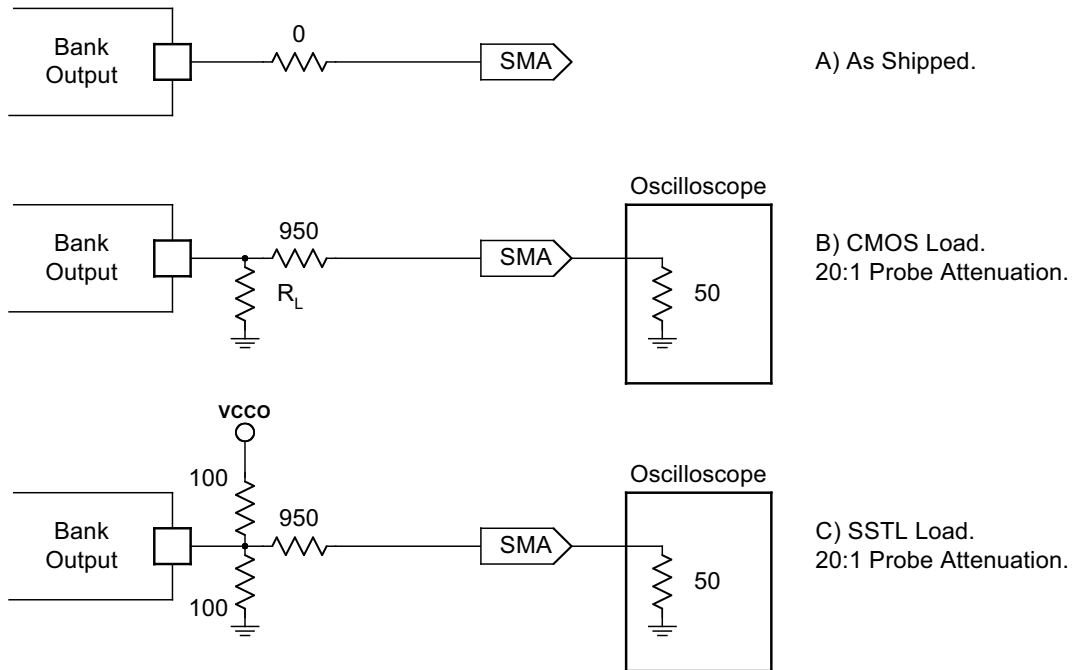 Bank
Output
0
SMA
A) As Shipped.
Oscilloscope
Bank
Output
950
R_L
SMA
50
B) CMOS Load.
20:1 Probe Attenuation.
VCCO
100
Oscilloscope
Bank
Output
950
SMA
50
100
C) SSTL Load.
20:1 Probe Attenuation.